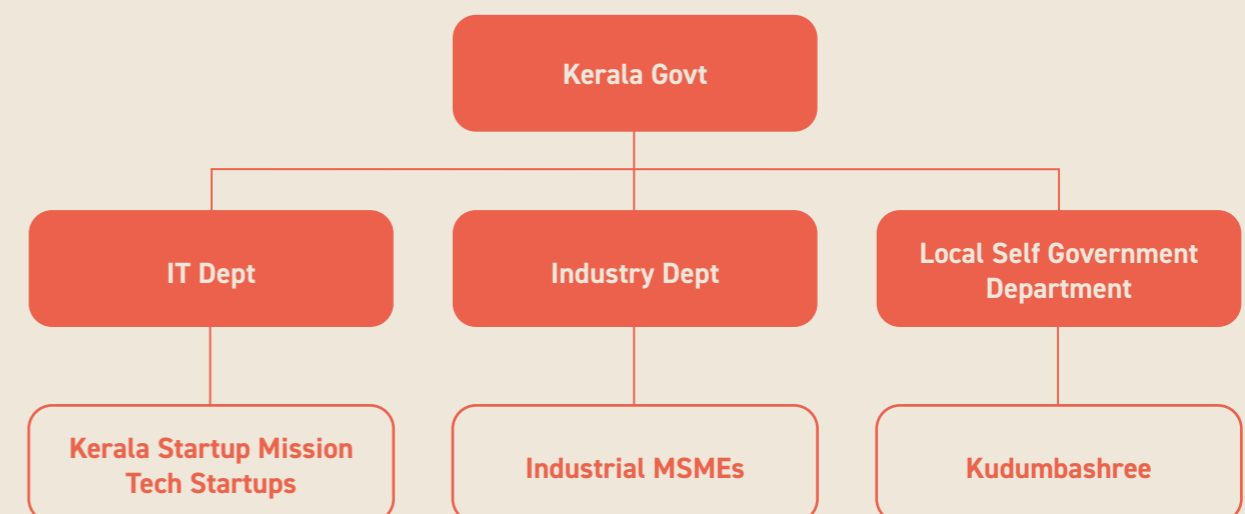 Kerala Govt
IT Dept
Industry Dept
Local Self Government
Department
Kerala Startup Mission
Tech Startups
Industrial MSMEs
Kudumbashree